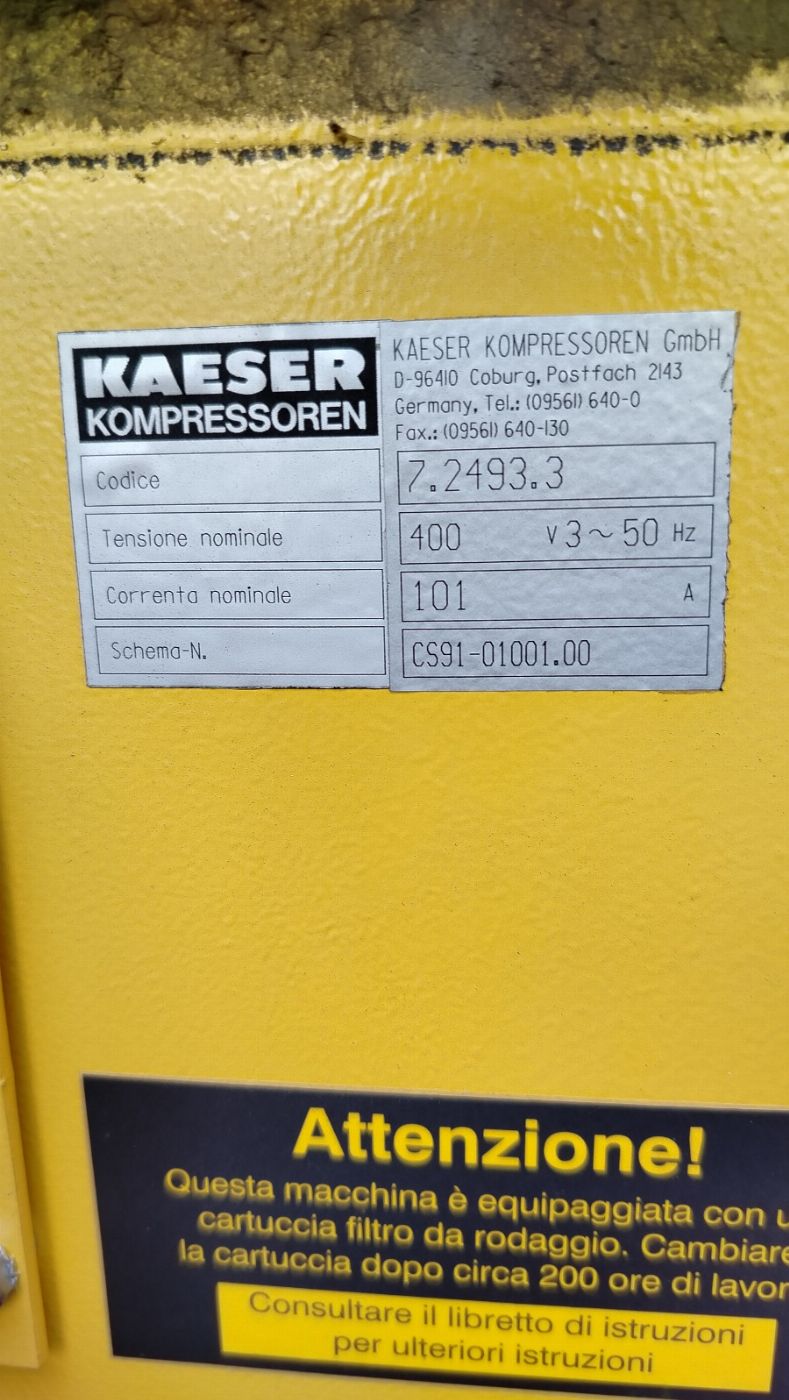 KAESER
KOMPRESSOREN
KAESER KOMPRESSOREN GmbH
D-96410 Coburg, Postfach 2143
Germany, Tel.: (09561) 640-0
Fax.: (09561) 640-130
Codice 7.2493.3
Tensione nominale 400 V 3~50 Hz
Correnta nominale 101 A
Schema-N. CS91-01001.00
Attenzione!
Questa macchina è equipaggiata con u
cartuccia filtro da rodaggio. Cambiare
la cartuccia dopo circa 200 ore di lavor
Consultare il libretto di istruzioni
per ulteriori istruzioni